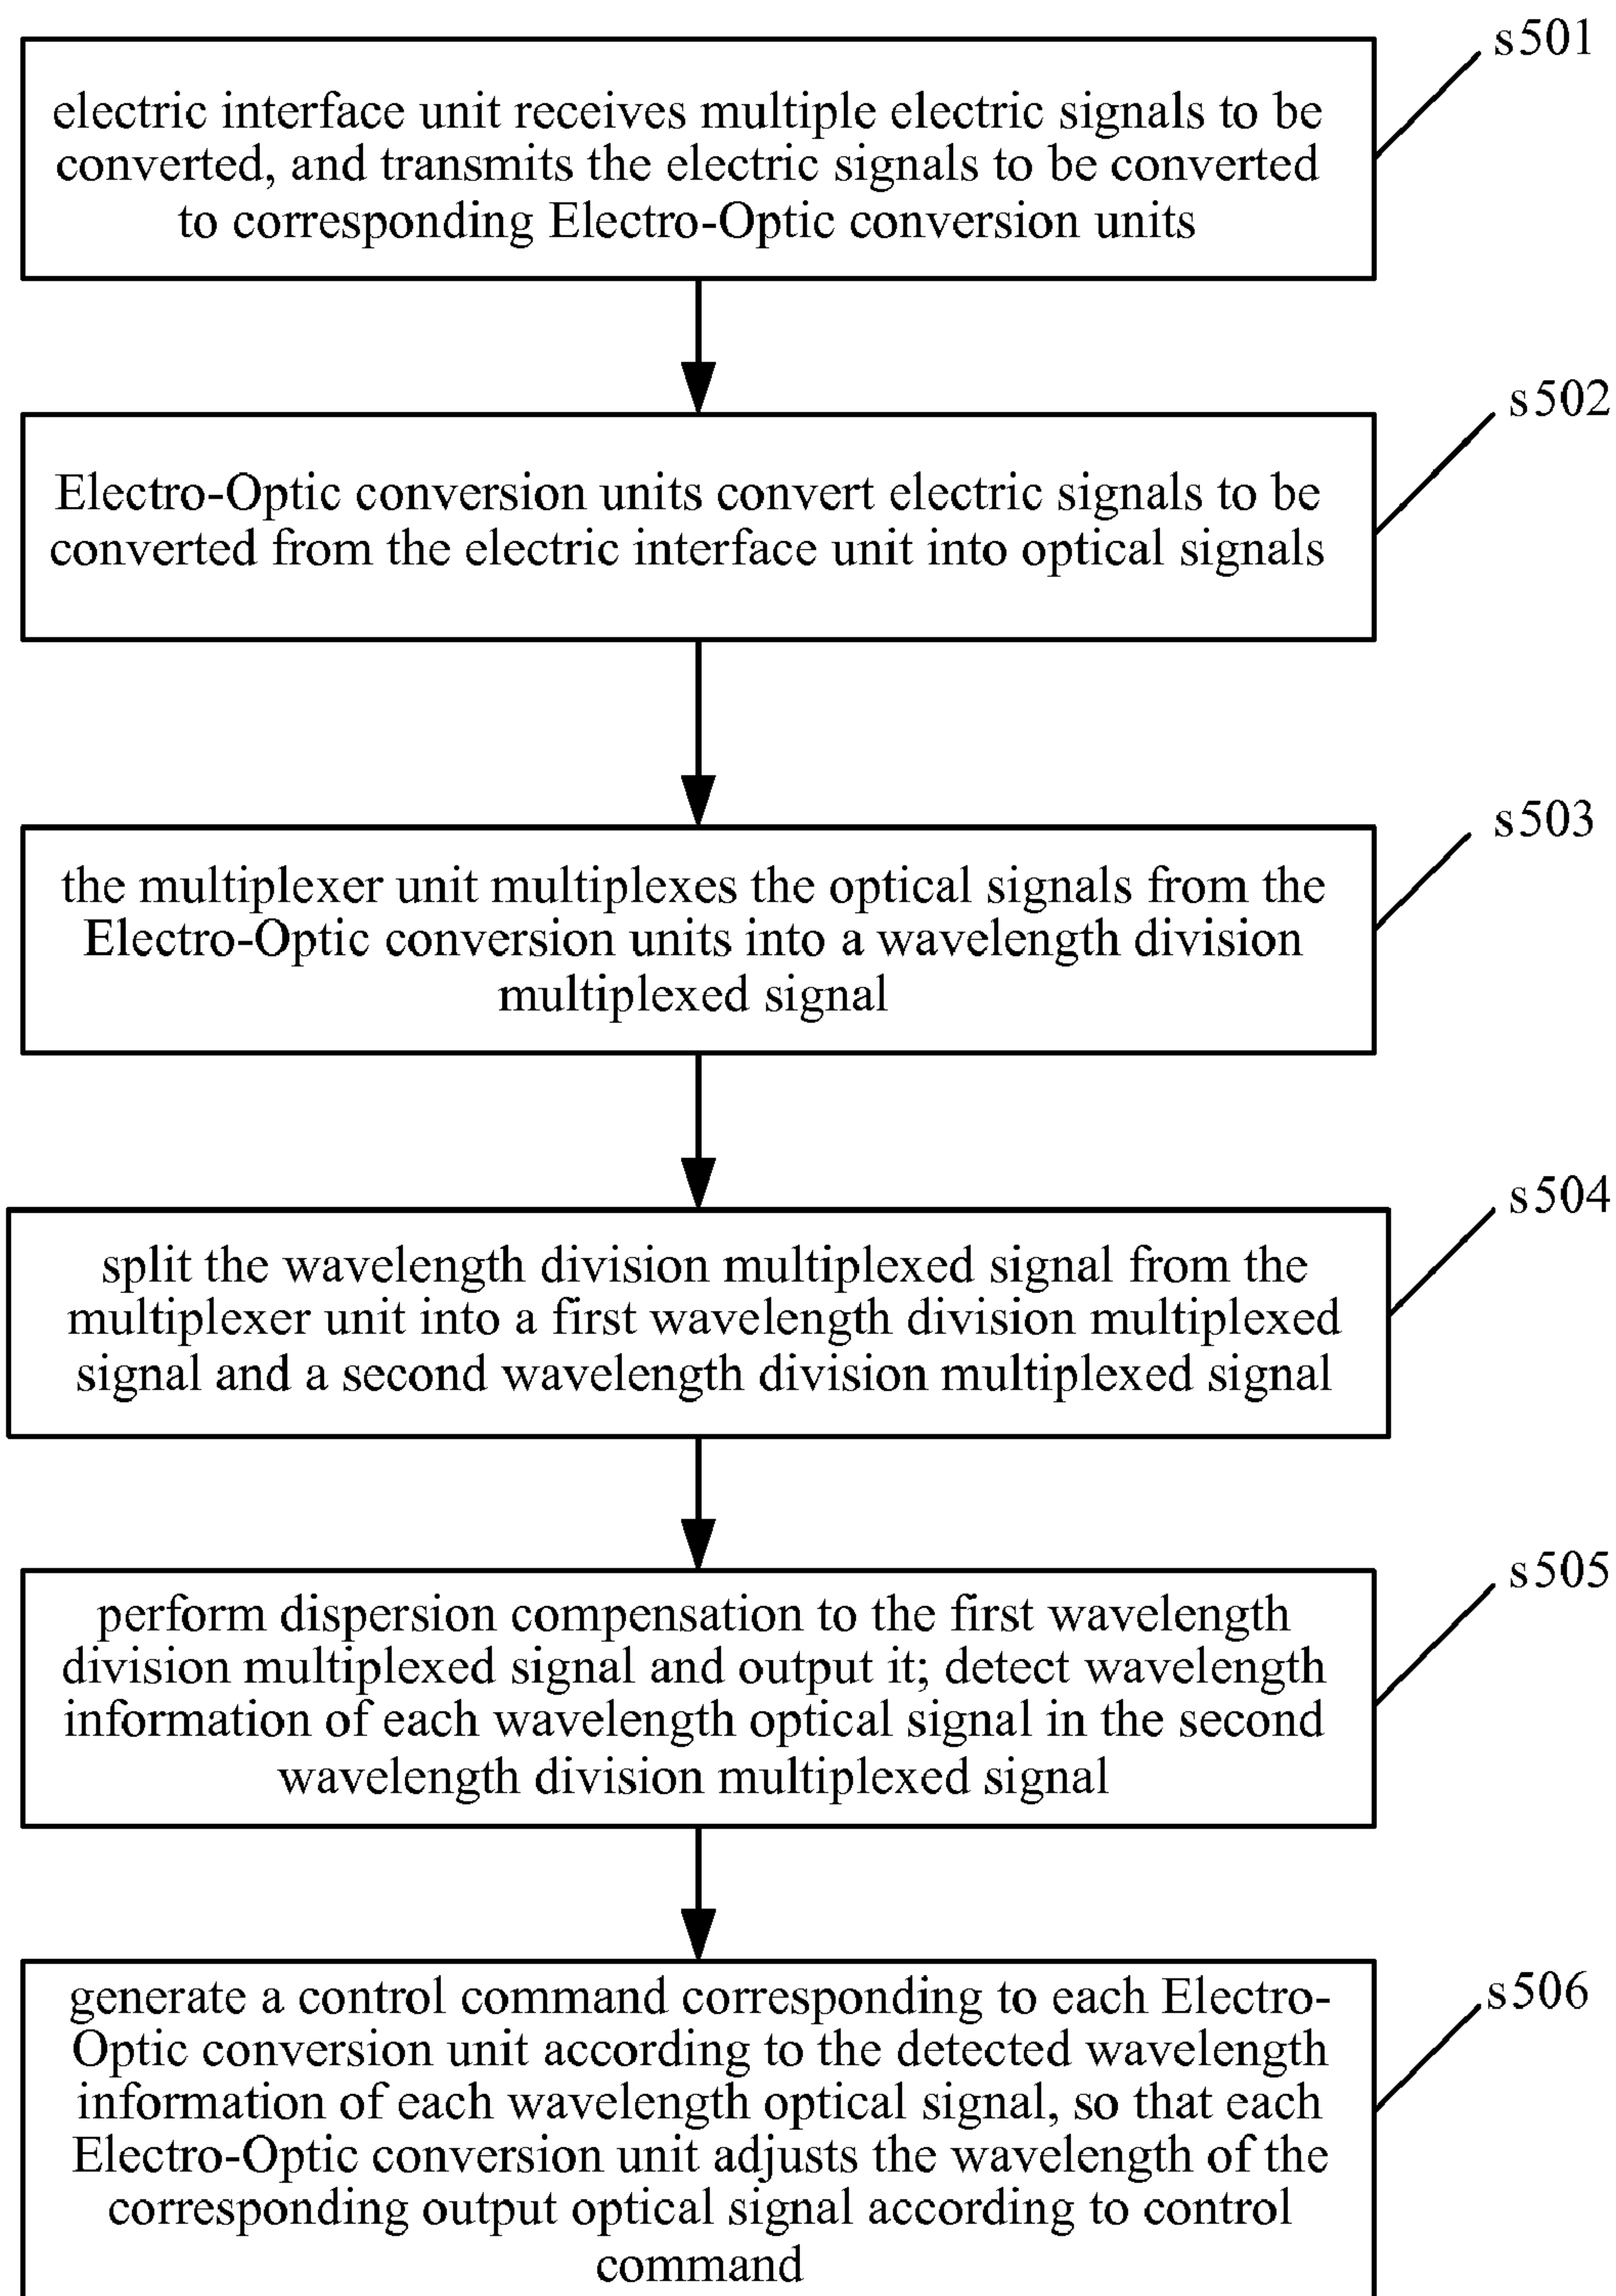 s501
electric interface unit receives multiple electric signals to be
converted, and transmits the electric signals to be converted
to corresponding Electro-Optic conversion units
s502
Electro-Optic conversion units convert electric signals to be
converted from the electric interface unit into optical signals
s503
the multiplexer unit multiplexes the optical signals from the
Electro-Optic conversion units into a wavelength division
multiplexed signal
s504
split the wavelength division multiplexed signal from the
multiplexer unit into a first wavelength division multiplexed
signal and a second wavelength division multiplexed signal
s505
perform dispersion compensation to the first wavelength
division multiplexed signal and output it; detect wavelength
information of each wavelength optical signal in the second
wavelength division multiplexed signal
s506
generate a control command corresponding to each Electro-
Optic conversion unit according to the detected wavelength
information of each wavelength optical signal, so that each
Electro-Optic conversion unit adjusts the wavelength of the
corresponding output optical signal according to control
command